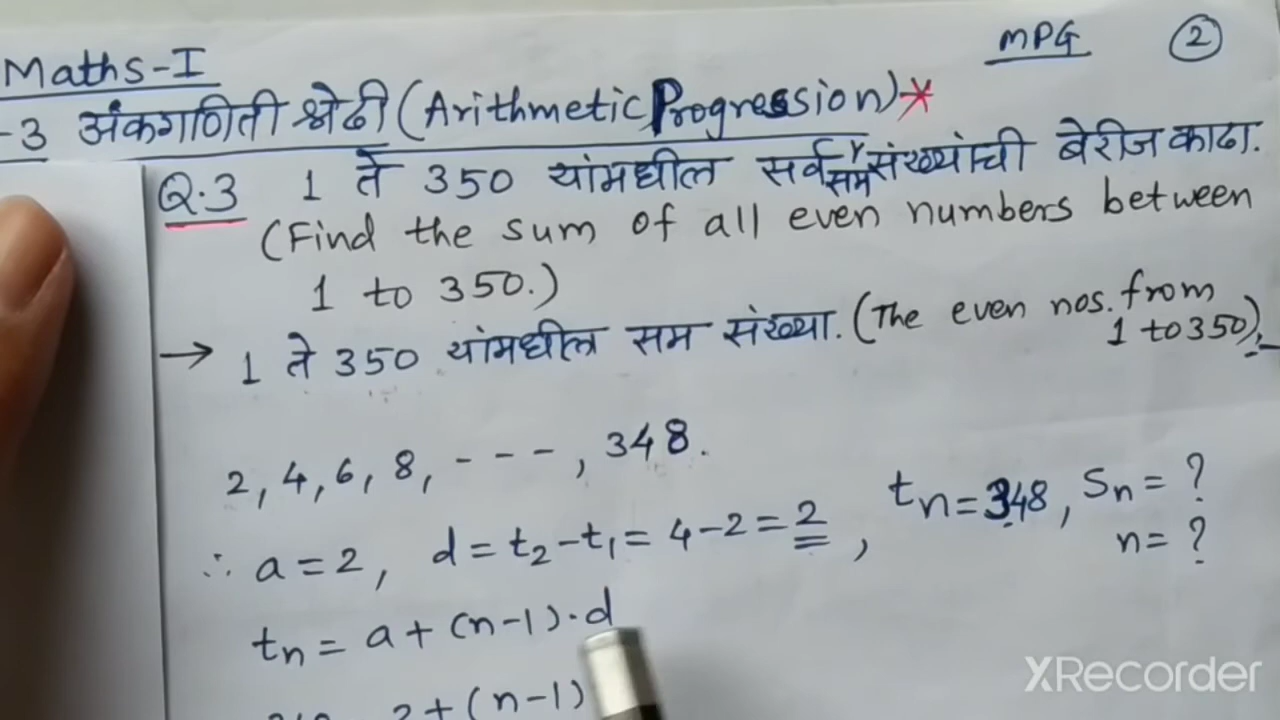 MPG 2
Maths-I
-3 अंकगणिती श्रेढी (Arithmetic Progression)*
Q.3 1 ते 350 यांमधील सर्व सम संख्यांची बेरीज काढा.
(Find the sum of all even numbers between
1 to 350.)
→ 1 ते 350 यांमधील सम संख्या. (The even nos. from
1 to 350).
2, 4, 6, 8, - - - , 348.
∴ a = 2, d = t₂ - t₁ = 4 - 2 = 2, tn = 348, Sn = ?
n = ?
tn = a + (n-1).d
2 + (n-1)
XRecorder